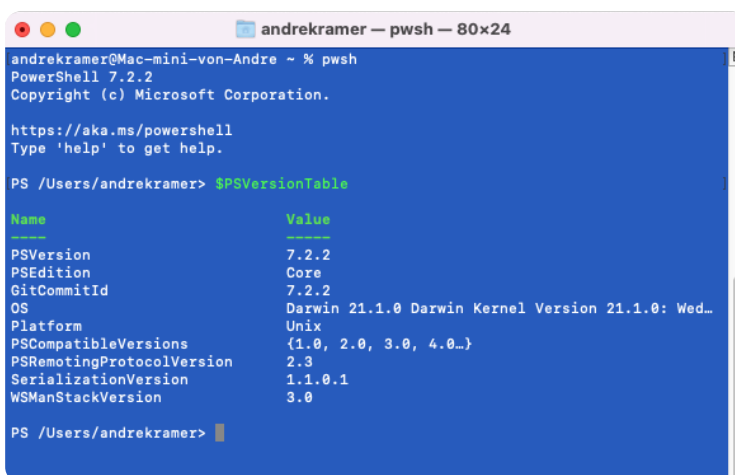 andrekramer — pwsh — 80×24
andrekramer@Mac-mini-von-Andre ~ % pwsh
PowerShell 7.2.2
Copyright (c) Microsoft Corporation.
https://aka.ms/powershell
Type 'help' to get help.
PS /Users/andrekramer> $PSVersionTable
Name Value
---- -----
PSVersion 7.2.2
PSEdition Core
GitCommitId 7.2.2
OS Darwin 21.1.0 Darwin Kernel Version 21.1.0: Wed…
Platform Unix
PSCompatibleVersions {1.0, 2.0, 3.0, 4.0…}
PSRemotingProtocolVersion 2.3
SerializationVersion 1.1.0.1
WSManStackVersion 3.0
PS /Users/andrekramer>